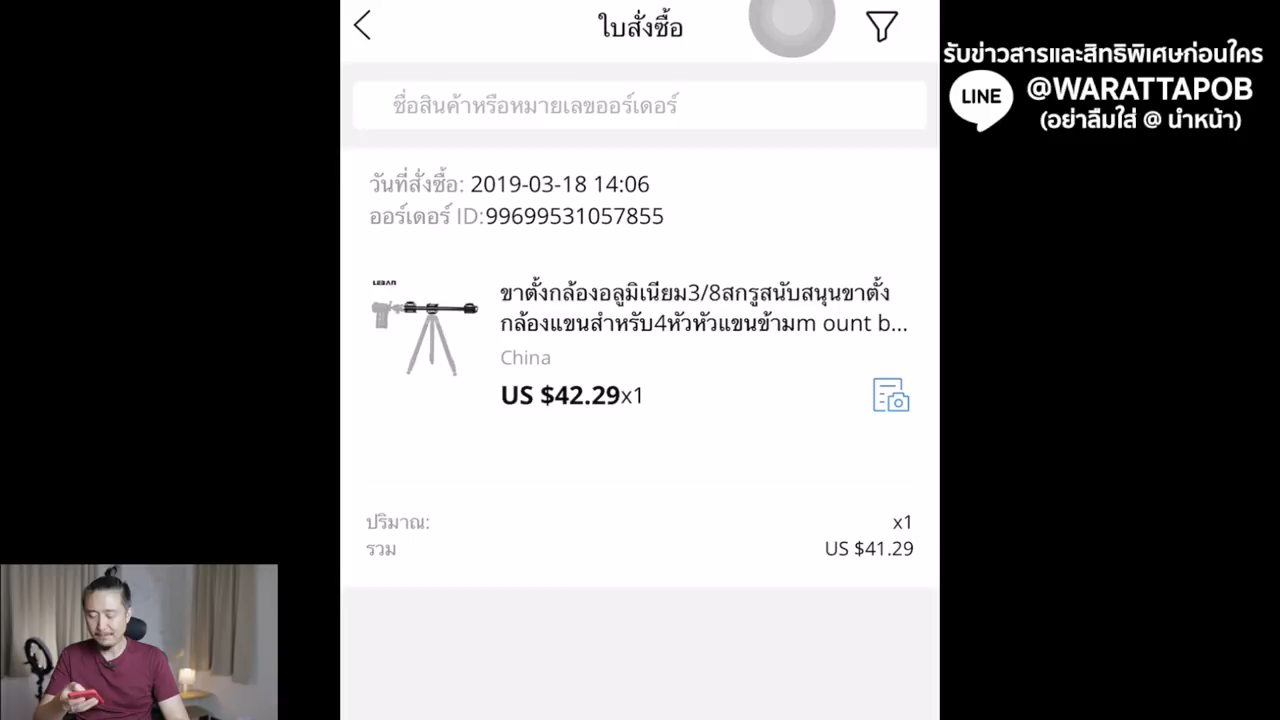 ใบสั่งซื้อ
รับข่าวสารและสิทธิพิเศษก่อนใคร
LINE
@WARATTAPOB
(อย่าลืมใส่ @ นำหน้า)
ชื่อสินค้าหรือหมายเลขออร์เดอร์
วันที่สั่งซื้อ: 2019-03-18 14:06
ออร์เดอร์ ID:99699531057855
LEBAN
ขาตั้งกล้องอลูมิเนียม3/8สกรูสนับสนุนขาตั้ง
กล้องแขนสำหรับ4หัวหัวแขนข้ามm ount b...
China
US $42.29x1
ปริมาณ: x1
รวม US $41.29